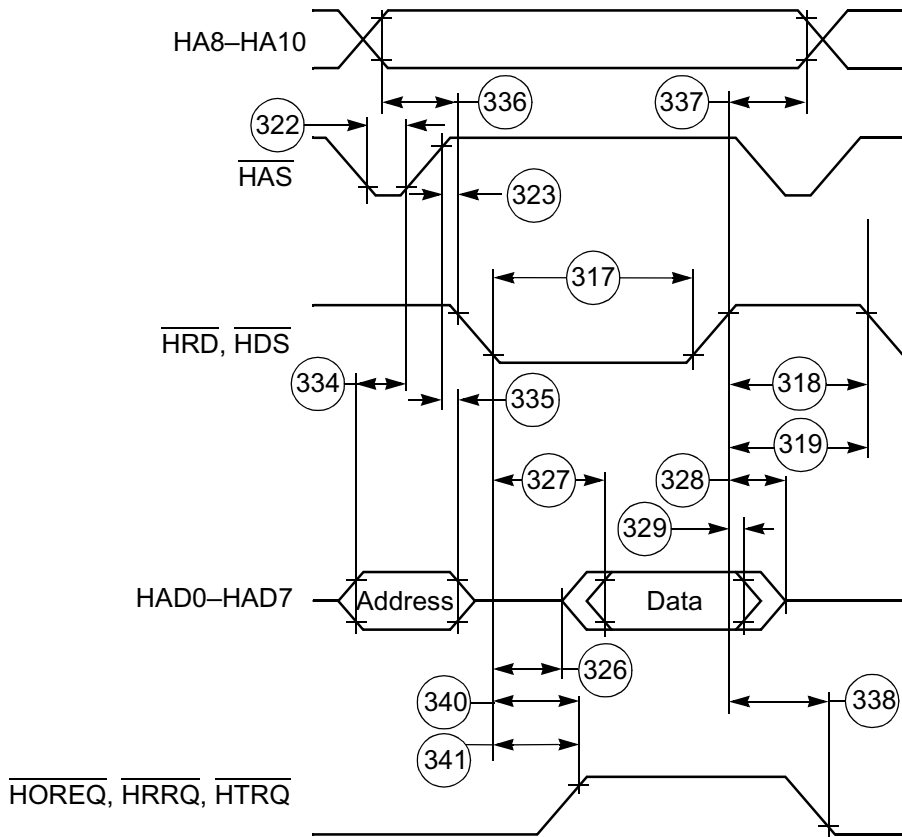 HA8–HA10
336
337
322
HAS
323
317
HRD, HDS
334
335
318
319
327
328
329
HAD0–HAD7
Address
Data
326
340
338
341
HOREQ, HRRQ, HTRQ